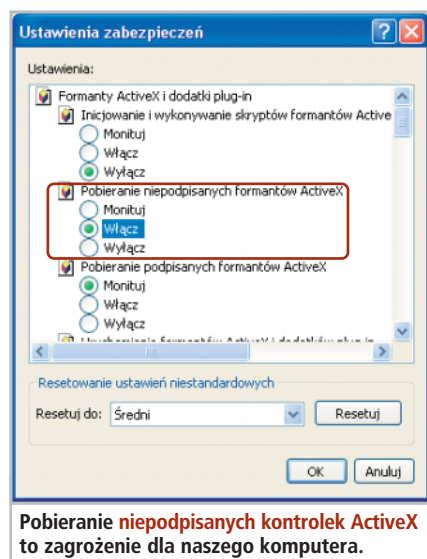 Ustawienia zabezpieczeń
Ustawienia:
Formanty ActiveX i dodatki plug-in
Inicjowanie i wykonywanie skryptów formantów Active
Monituj
Włącz
Wyłącz
Pobieranie niepodpisanych formantów ActiveX
Monituj
Włącz
Wyłącz
Pobieranie podpisanych formantów ActiveX
Monituj
Włącz
Wyłącz
Resetowanie ustawień niestandardowych
Resetuj do: Średni Resetuj
OK Anuluj
Pobieranie niepodpisanych kontrolek ActiveX
to zagrożenie dla naszego komputera.